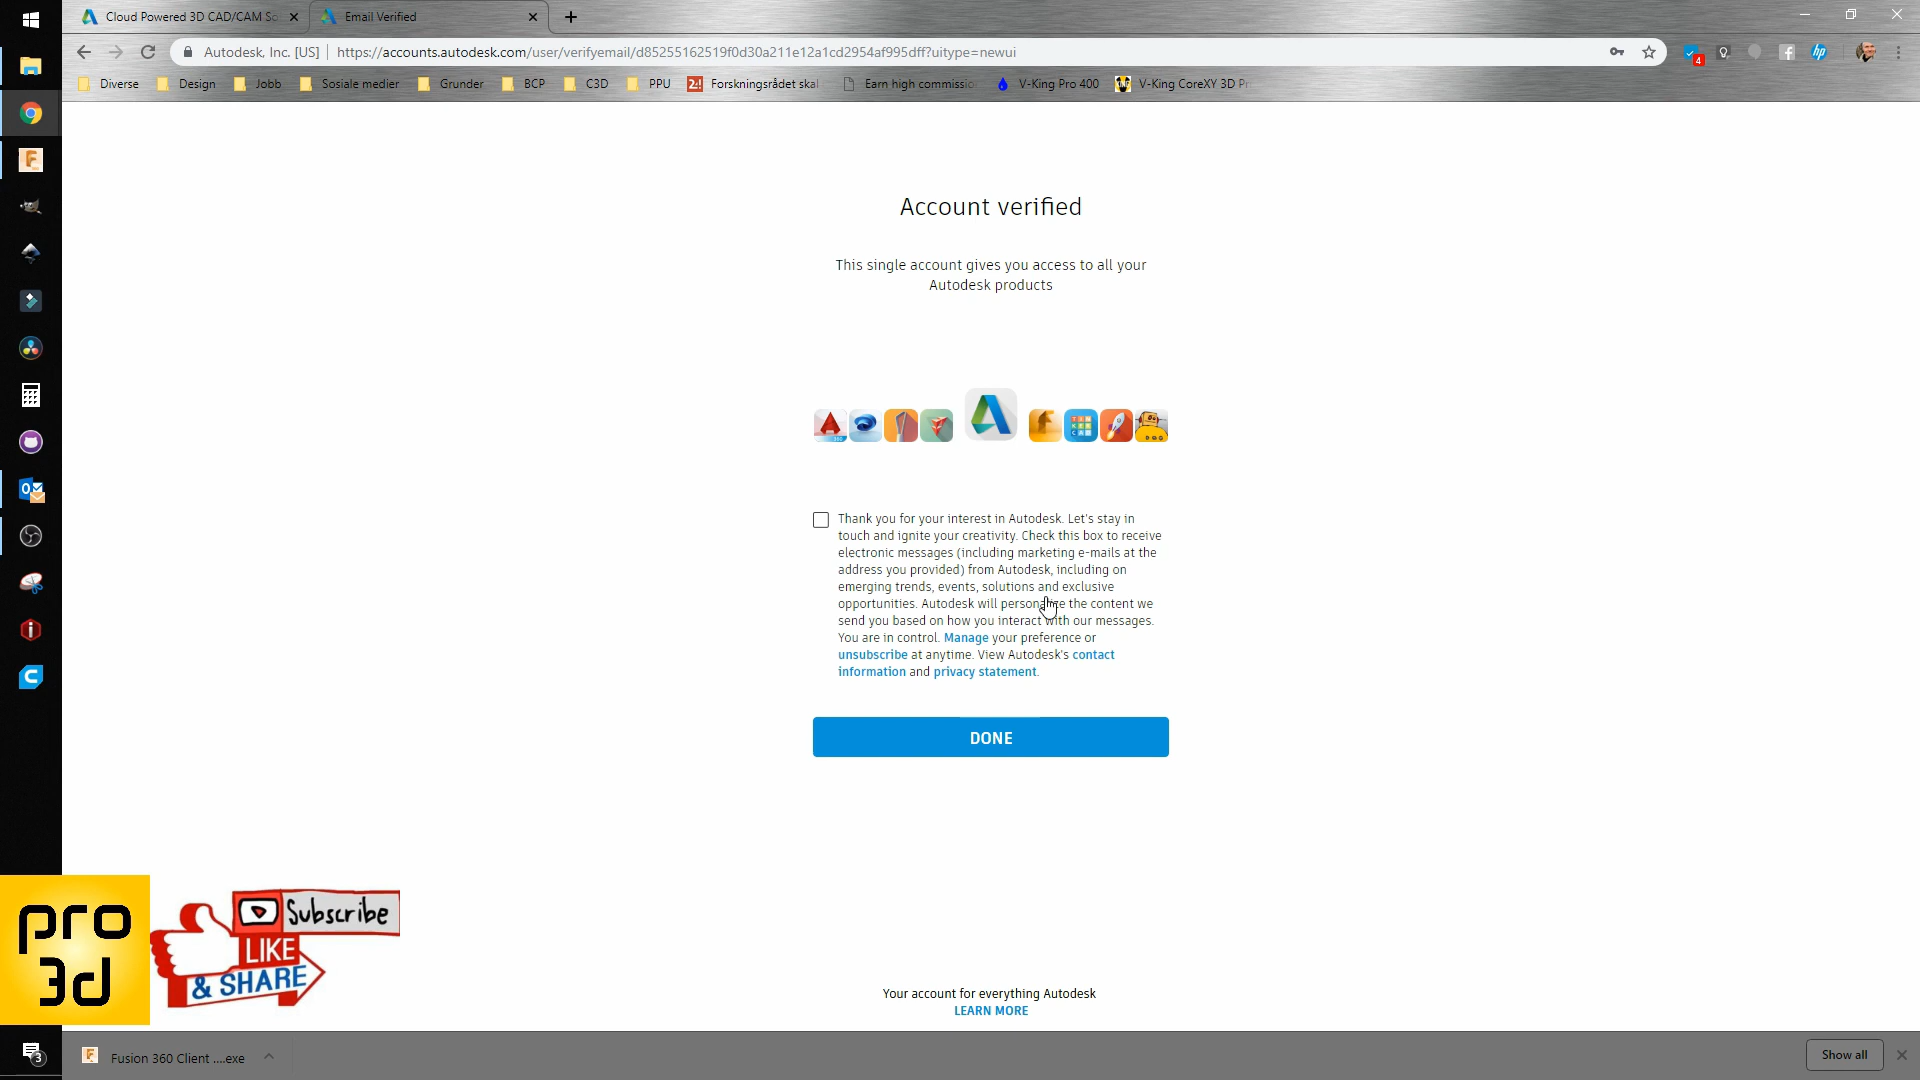 Cloud Powered 3D CAD/CAM So
Email Verified
Autodesk, Inc. [US]
https://accounts.autodesk.com/user/verifyemail/d85255162519f0d30a211e12a1cd2954af995dff?uitype=newui
4
hp
Diverse
Design
Jobb
Sosiale medier
Grunder
BCP
C3D
PPU
Forskningsrådet skal
Earn high commissio
V-King Pro 400
V-King CoreXY 3D Pr
Account verified
This single account gives you access to all your
Autodesk products
Thank you for your interest in Autodesk. Let's stay in
touch and ignite your creativity. Check this box to receive
electronic messages (including marketing e-mails at the
address you provided) from Autodesk, including on
emerging trends, events, solutions and exclusive
opportunities. Autodesk will personalize the content we
send you based on how you interact with our messages.
You are in control. Manage your preference or
unsubscribe at anytime. View Autodesk's contact
information and privacy statement.
DONE
pro
3d
Subscribe
LIKE
& SHARE
Your account for everything Autodesk
LEARN MORE
3
Fusion 360 Client ....exe
Show all